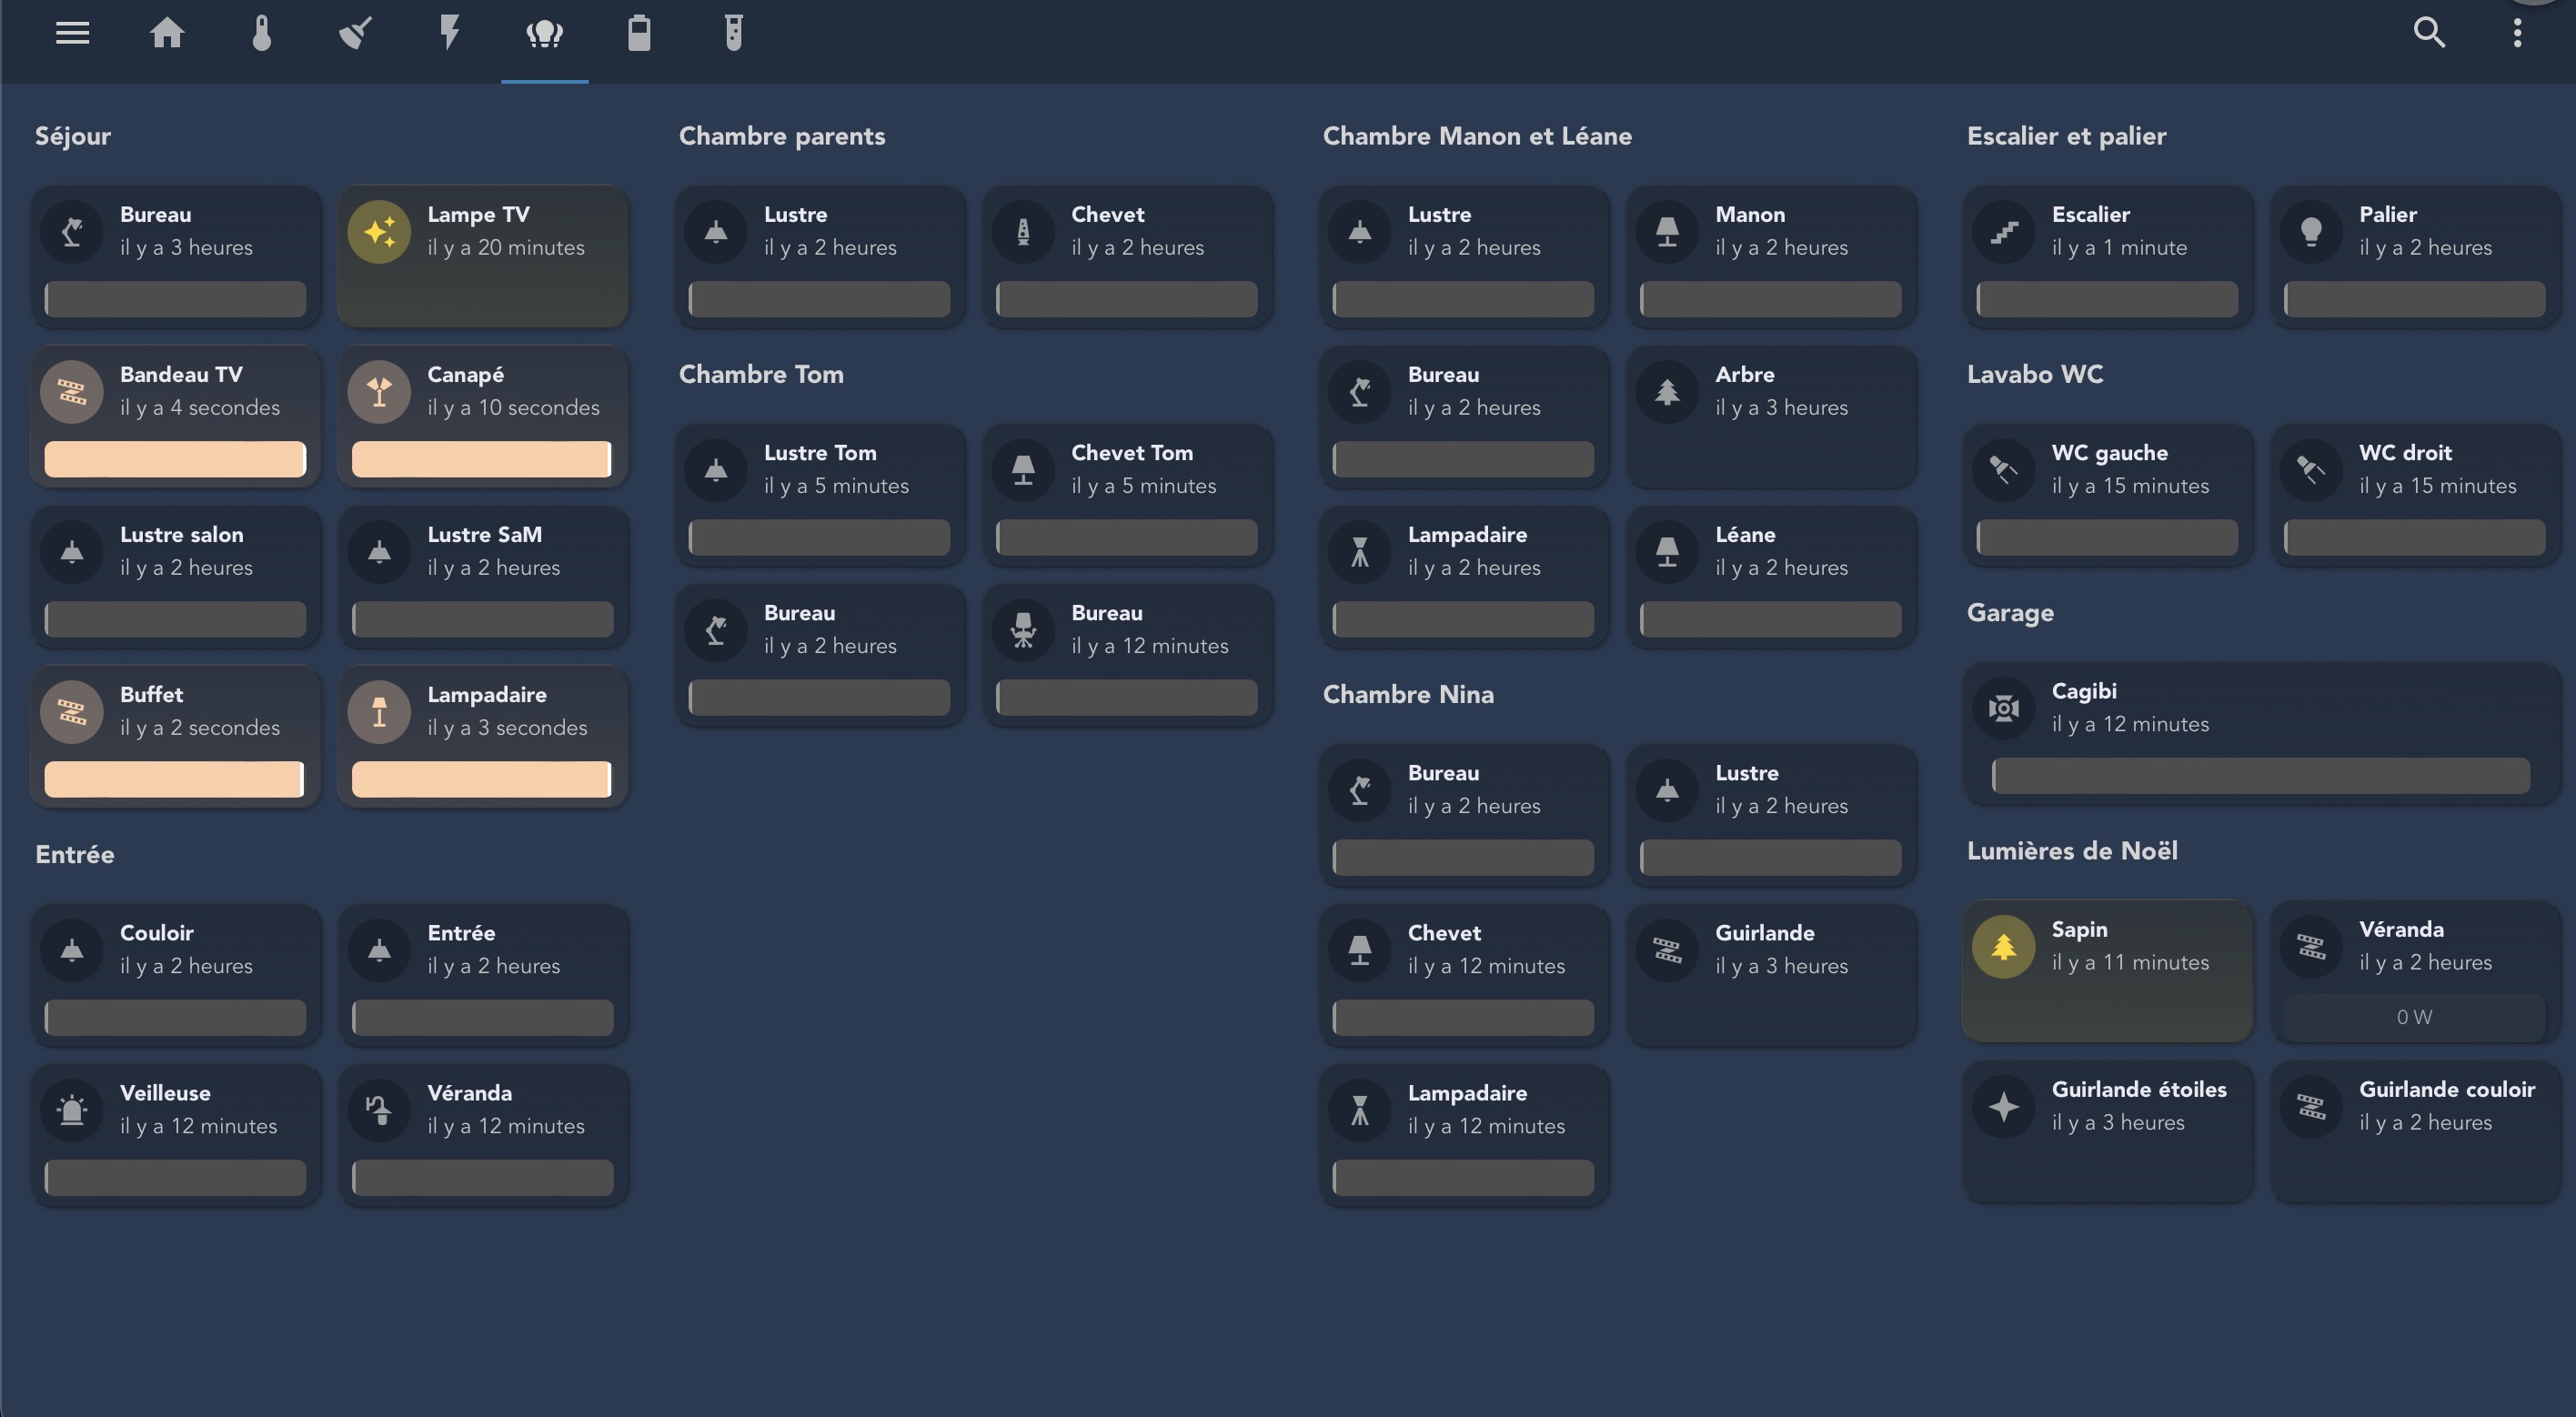 Séjour
Bureau
il y a 3 heures
Lampe TV
il y a 20 minutes
Bandeau TV
il y a 4 secondes
Canapé
il y a 10 secondes
Lustre salon
il y a 2 heures
Lustre SaM
il y a 2 heures
Buffet
il y a 2 secondes
Lampadaire
il y a 3 secondes
Entrée
Couloir
il y a 2 heures
Entrée
il y a 2 heures
Veilleuse
il y a 12 minutes
Véranda
il y a 12 minutes
Chambre parents
Lustre
il y a 2 heures
Chevet
il y a 2 heures
Chambre Tom
Lustre Tom
il y a 5 minutes
Chevet Tom
il y a 5 minutes
Bureau
il y a 2 heures
Bureau
il y a 12 minutes
Chambre Manon et Léane
Lustre
il y a 2 heures
Manon
il y a 2 heures
Bureau
il y a 2 heures
Arbre
il y a 3 heures
Lampadaire
il y a 2 heures
Léane
il y a 2 heures
Chambre Nina
Bureau
il y a 2 heures
Lustre
il y a 2 heures
Chevet
il y a 12 minutes
Guirlande
il y a 3 heures
Lampadaire
il y a 12 minutes
Escalier et palier
Escalier
il y a 1 minute
Palier
il y a 2 heures
Lavabo WC
WC gauche
il y a 15 minutes
WC droit
il y a 15 minutes
Garage
Cagibi
il y a 12 minutes
Lumières de Noël
Sapin
il y a 11 minutes
Véranda
il y a 2 heures
0 W
Guirlande étoiles
il y a 3 heures
Guirlande couloir
il y a 2 heures